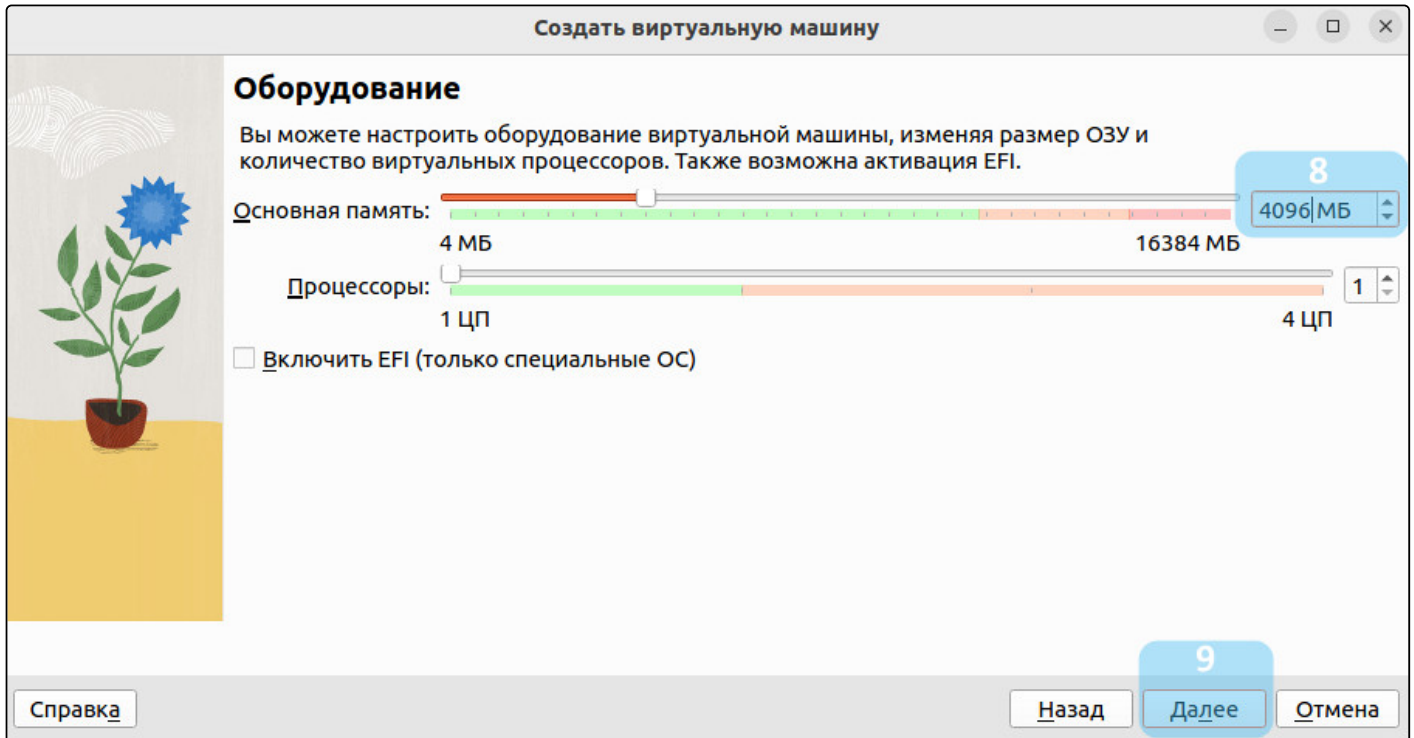 Создать виртуальную машину
Оборудование
Вы можете настроить оборудование виртуальной машины, изменяя размер ОЗУ и
количество виртуальных процессоров. Также возможна активация EFI.
8
Основная память:
4096 МБ
4 МБ
16384 МБ
Процессоры:
1
1 ЦП
4 ЦП
Включить EFI (только специальные ОС)
9
Справка
Назад
Далее
Отмена